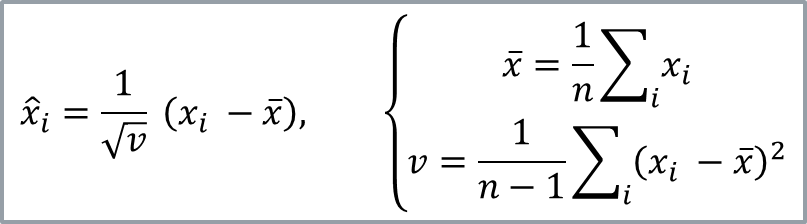 x̂ᵢ = 1/√v (xᵢ − x̄),
x̄ = 1/n ∑ᵢ xᵢ
v = 1/(n − 1) ∑ᵢ (xᵢ − x̄)²